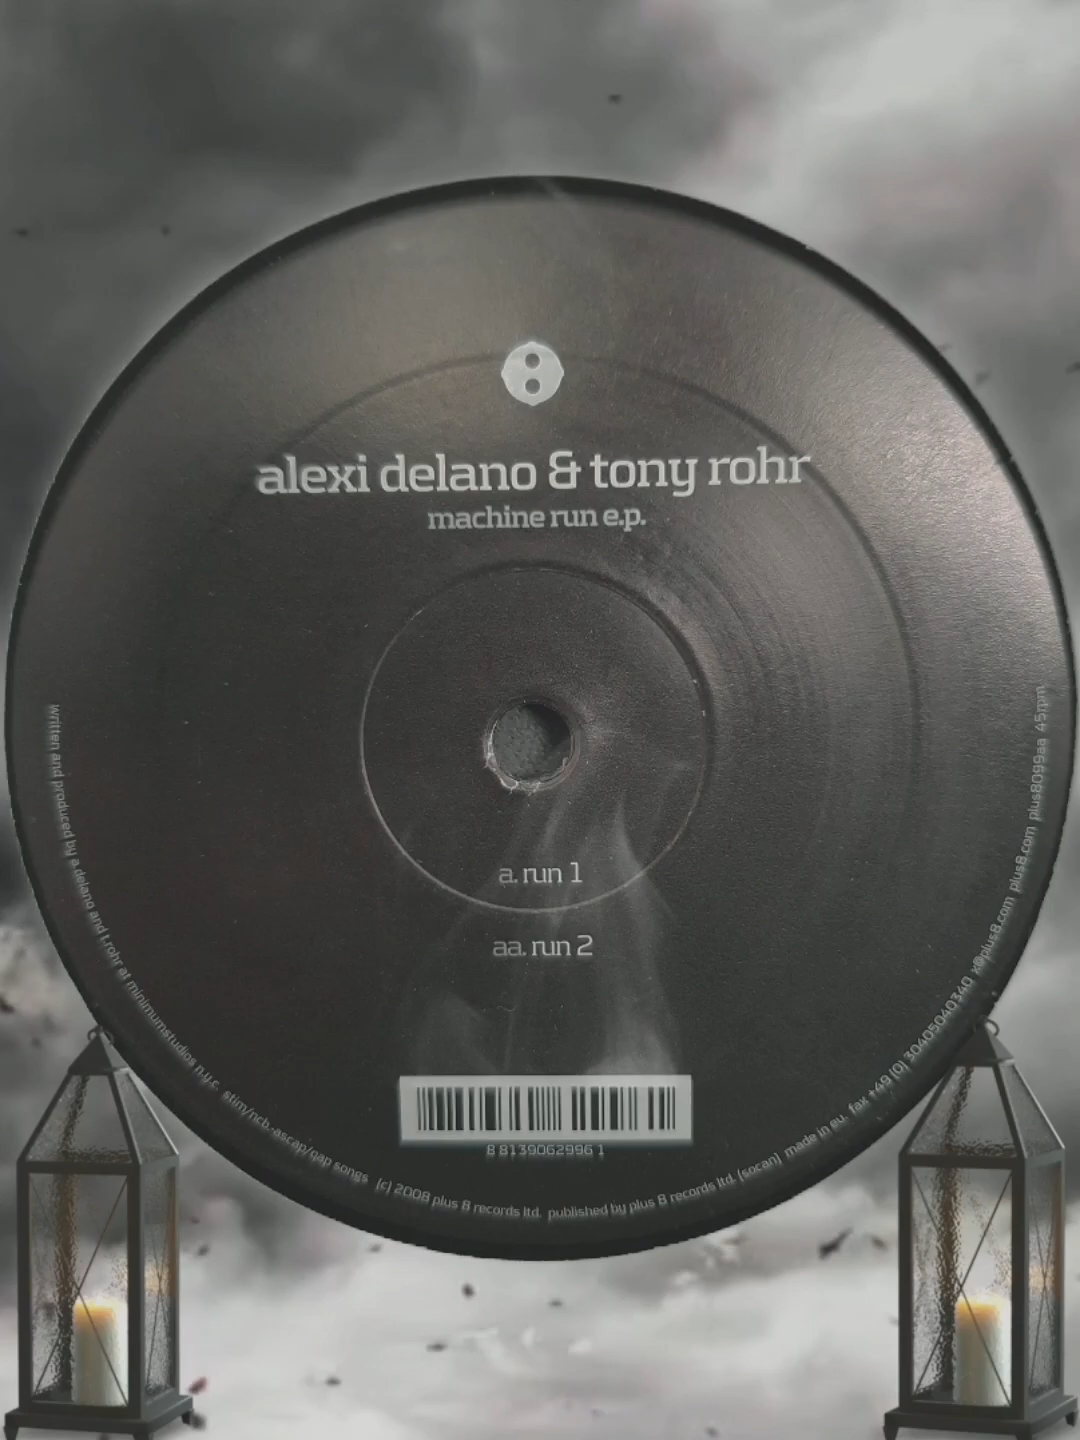 alexi delano & tony rohr
machine run e.p.
a. run 1
aa. run 2
8 8139062996 1
written and produced by a. delano and t. rohr at minimumstudios n.y.c. stim/ncb-ascap/qap songs (c) 2008 plus 8 records ltd. published by plus 8 records ltd. (socan) made in eu. fax +49 (0) 30405040340 x@plus8.com plus8.com plus8099aa 45rpm